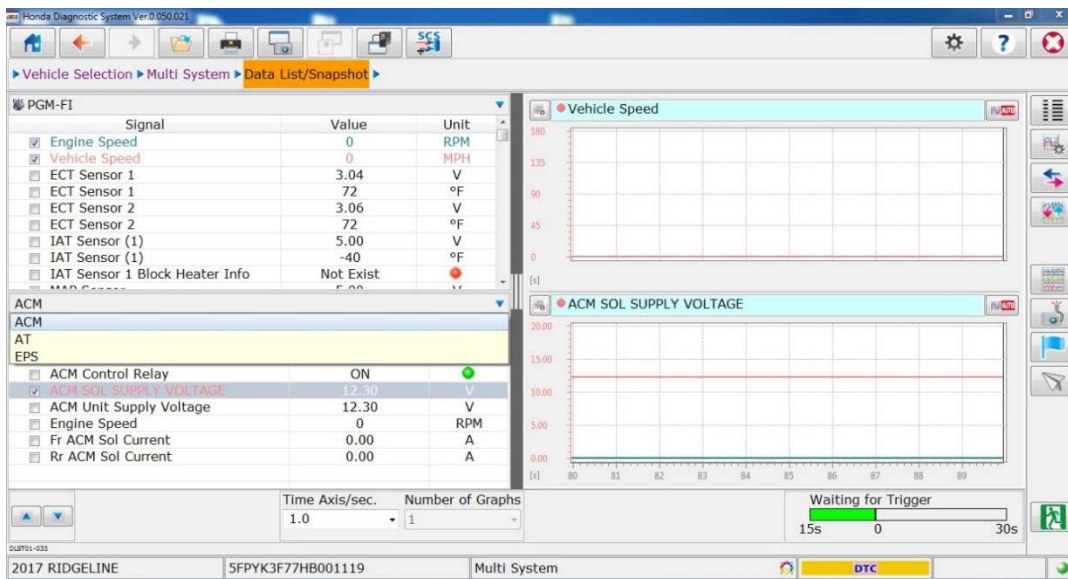 Honda Diagnostic System Ver.0.050.021
SCS
?
Vehicle Selection Multi System Data List/Snapshot
PGM-FI
Signal Value Unit
Engine Speed 0 RPM
Vehicle Speed 0 MPH
ECT Sensor 1 3.04 V
ECT Sensor 1 72 °F
ECT Sensor 2 3.06 V
ECT Sensor 2 72 °F
IAT Sensor (1) 5.00 V
IAT Sensor (1) -40 °F
IAT Sensor 1 Block Heater Info Not Exist
ACM
ACM
AT
EPS
ACM Control Relay ON
ACM SOL SUPPLY VOLTAGE 12.30 V
ACM Unit Supply Voltage 12.30 V
Engine Speed 0 RPM
Fr ACM Sol Current 0.00 A
Rr ACM Sol Current 0.00 A
Vehicle Speed AUTO
180
135
90
45
0
[s]
ACM SOL SUPPLY VOLTAGE AUTO
20.00
15.00
10.00
5.00
0.00
[s] 80 81 82 83 84 85 86 87 88 89
Time Axis/sec. Number of Graphs
1.0 1
Waiting for Trigger
15s 0 30s
DLST01-033
2017 RIDGELINE 5FPYK3F77HB001119 Multi System DTC